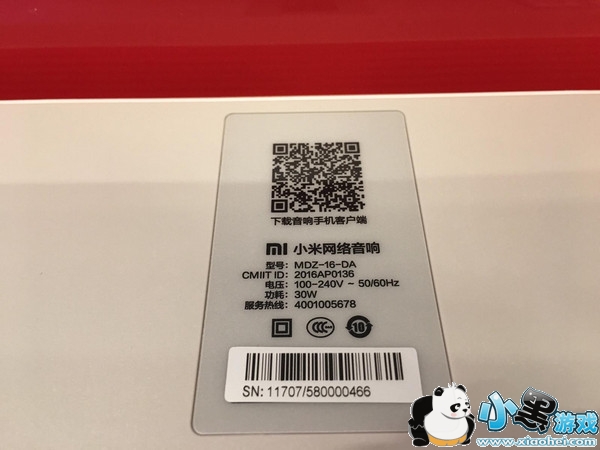 下载音响手机客户端
mi 小米网络音响
型号: MDZ-16-DA
CMIIT ID: 2016AP0136
电压: 100-240V ~ 50/60Hz
功耗: 30W
服务热线: 4001005678
CCC 10
SN: 11707/580000466
小黑游戏
www.xiaohei.com